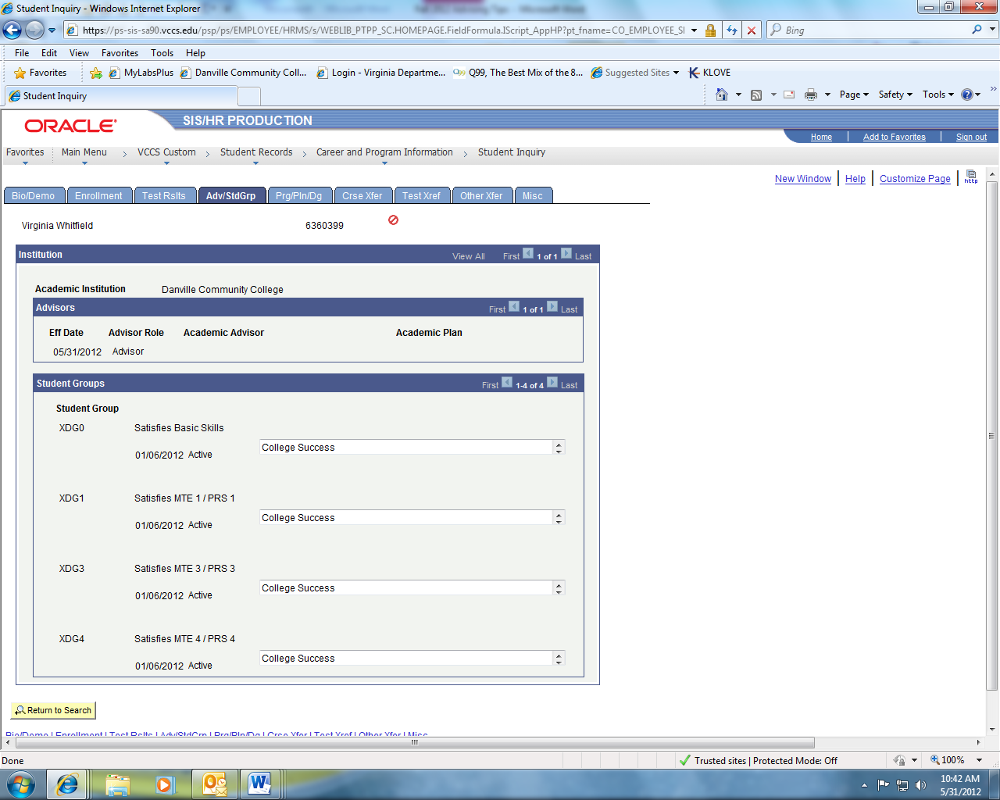 Student Inquiry - Windows Internet Explorer
https://ps-sis-sa90.vccs.edu/psp/ps/EMPLOYEE/HRMS/s/WEBLIB_PTPP_SC.HOMEPAGE.FieldFormula.IScript_AppHP?pt_fname=CO_EMPLOYEE_SI
Bing
File Edit View Favorites Tools Help
Favorites MyLabsPlus Danville Community Coll... Login - Virginia Departme... Q99, The Best Mix of the 8... Suggested Sites KLOVE
Student Inquiry
Page Safety Tools
ORACLE SIS/HR PRODUCTION
Home Add to Favorites Sign out
Favorites Main Menu > VCCS Custom > Student Records > Career and Program Information > Student Inquiry
New Window Help Customize Page http
Bio/Demo Enrollment Test Rslts Adv/StdGrp Prg/Pln/Dg Crse Xfer Test Xref Other Xfer Misc
Virginia Whitfield 6360399
Institution View All First 1 of 1 Last
Academic Institution Danville Community College
Advisors First 1 of 1 Last
Eff Date Advisor Role Academic Advisor Academic Plan
05/31/2012 Advisor
Student Groups First 1-4 of 4 Last
Student Group
XDG0 Satisfies Basic Skills
01/06/2012 Active College Success
XDG1 Satisfies MTE 1 / PRS 1
01/06/2012 Active College Success
XDG3 Satisfies MTE 3 / PRS 3
01/06/2012 Active College Success
XDG4 Satisfies MTE 4 / PRS 4
01/06/2012 Active College Success
Return to Search
Bio/Demo | Enrollment | Test Rslts | Adv/StdGrp | Prg/Pln/Dg | Crse Xfer | Test Xref | Other Xfer | Misc
Done Trusted sites | Protected Mode: Off 100%
10:42 AM
5/31/2012